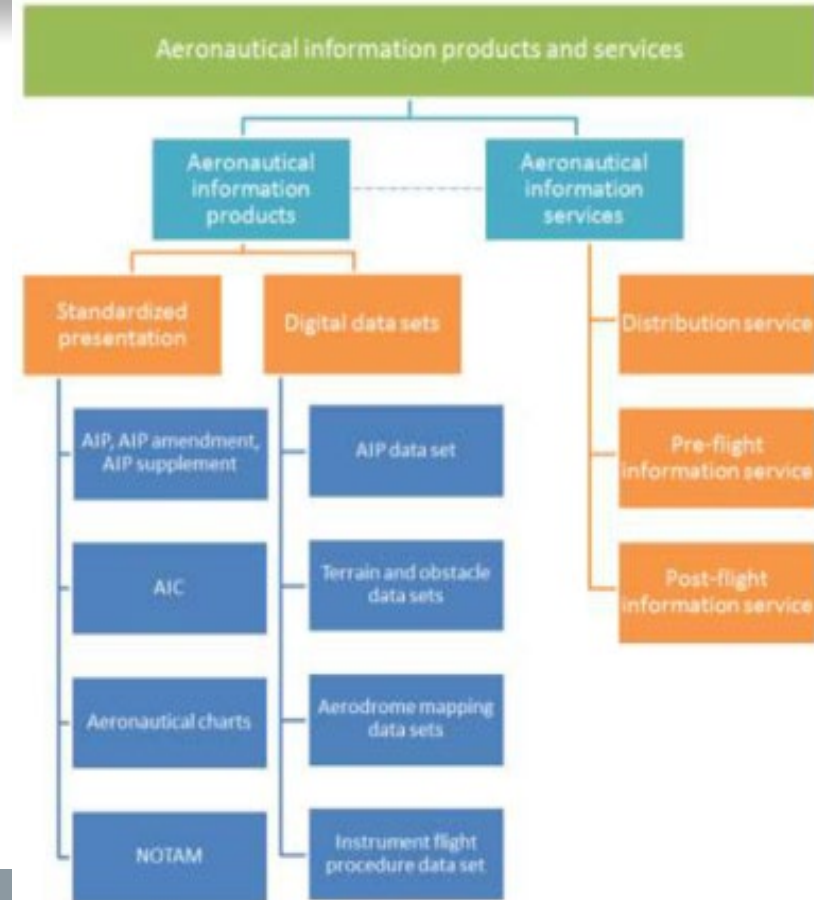 Aeronautical information products and services
Aeronautical
information
products
Aeronautical
information
services
Standardized
presentation
Digital data sets
Distribution service
AIP, AIP amendment,
AIP supplement
AIP data set
Pre-flight
information service
AIC
Terrain and obstacle
data sets
Post-flight
information service
Aeronautical charts
Aerodrome mapping
data sets
NOTAM
Instrument flight
procedure data set